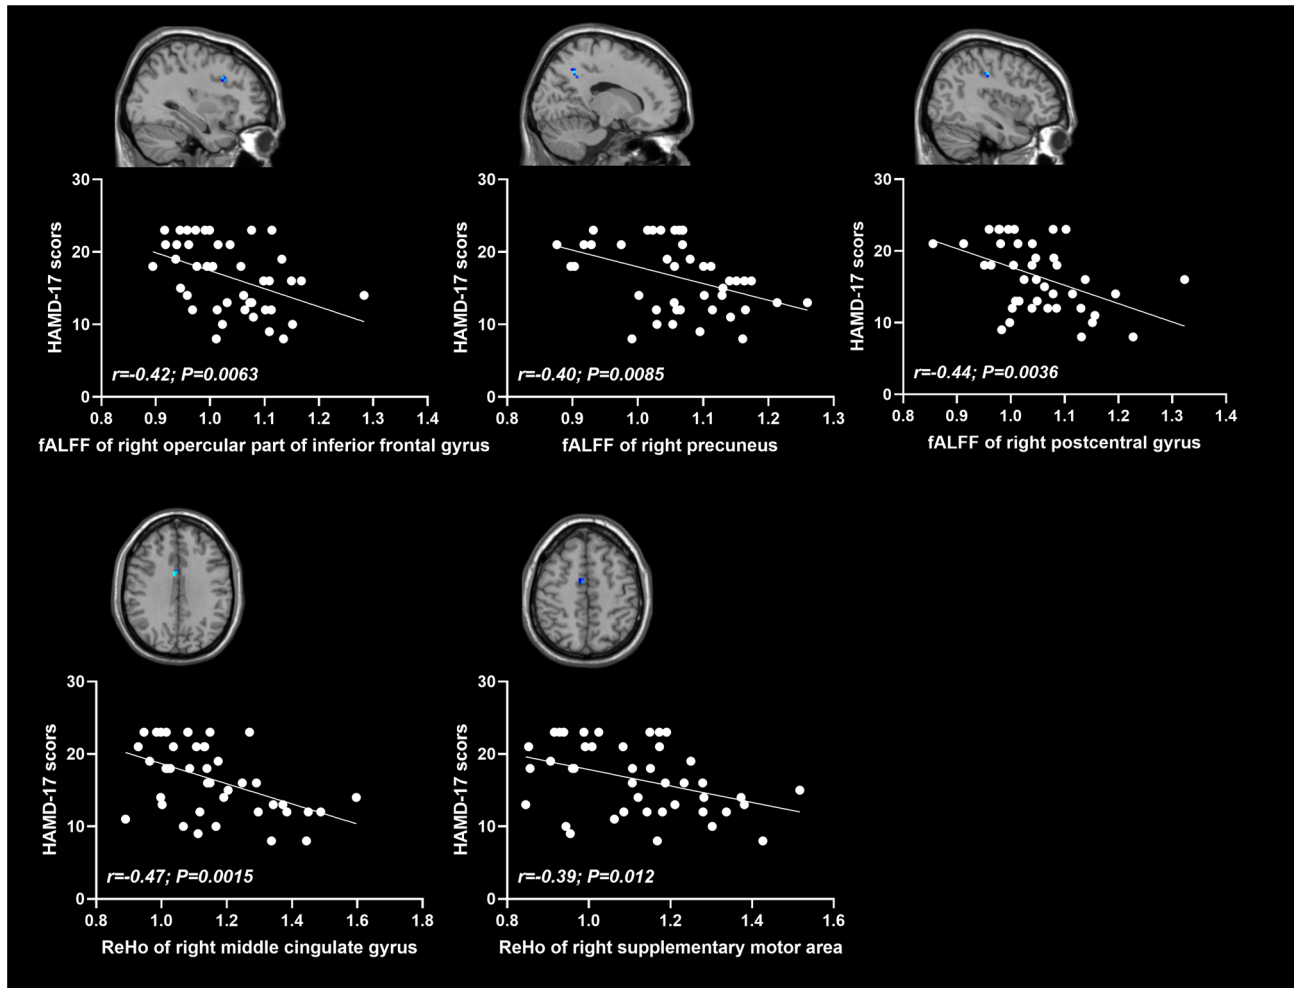 30
20
10
0
HAMD-17 scors
r=-0.42; P=0.0063
0.8 0.9 1.0 1.1 1.2 1.3 1.4
fALFF of right opercular part of inferior frontal gyrus
30
20
10
0
HAMD-17 scors
r=-0.40; P=0.0085
0.8 0.9 1.0 1.1 1.2 1.3
fALFF of right precuneus
30
20
10
0
HAMD-17 scors
r=-0.44; P=0.0036
0.8 0.9 1.0 1.1 1.2 1.3 1.4
fALFF of right postcentral gyrus
30
20
10
0
HAMD-17 scors
r=-0.47; P=0.0015
0.8 1.0 1.2 1.4 1.6 1.8
ReHo of right middle cingulate gyrus
30
20
10
0
HAMD-17 scors
r=-0.39; P=0.012
0.8 1.0 1.2 1.4 1.6
ReHo of right supplementary motor area